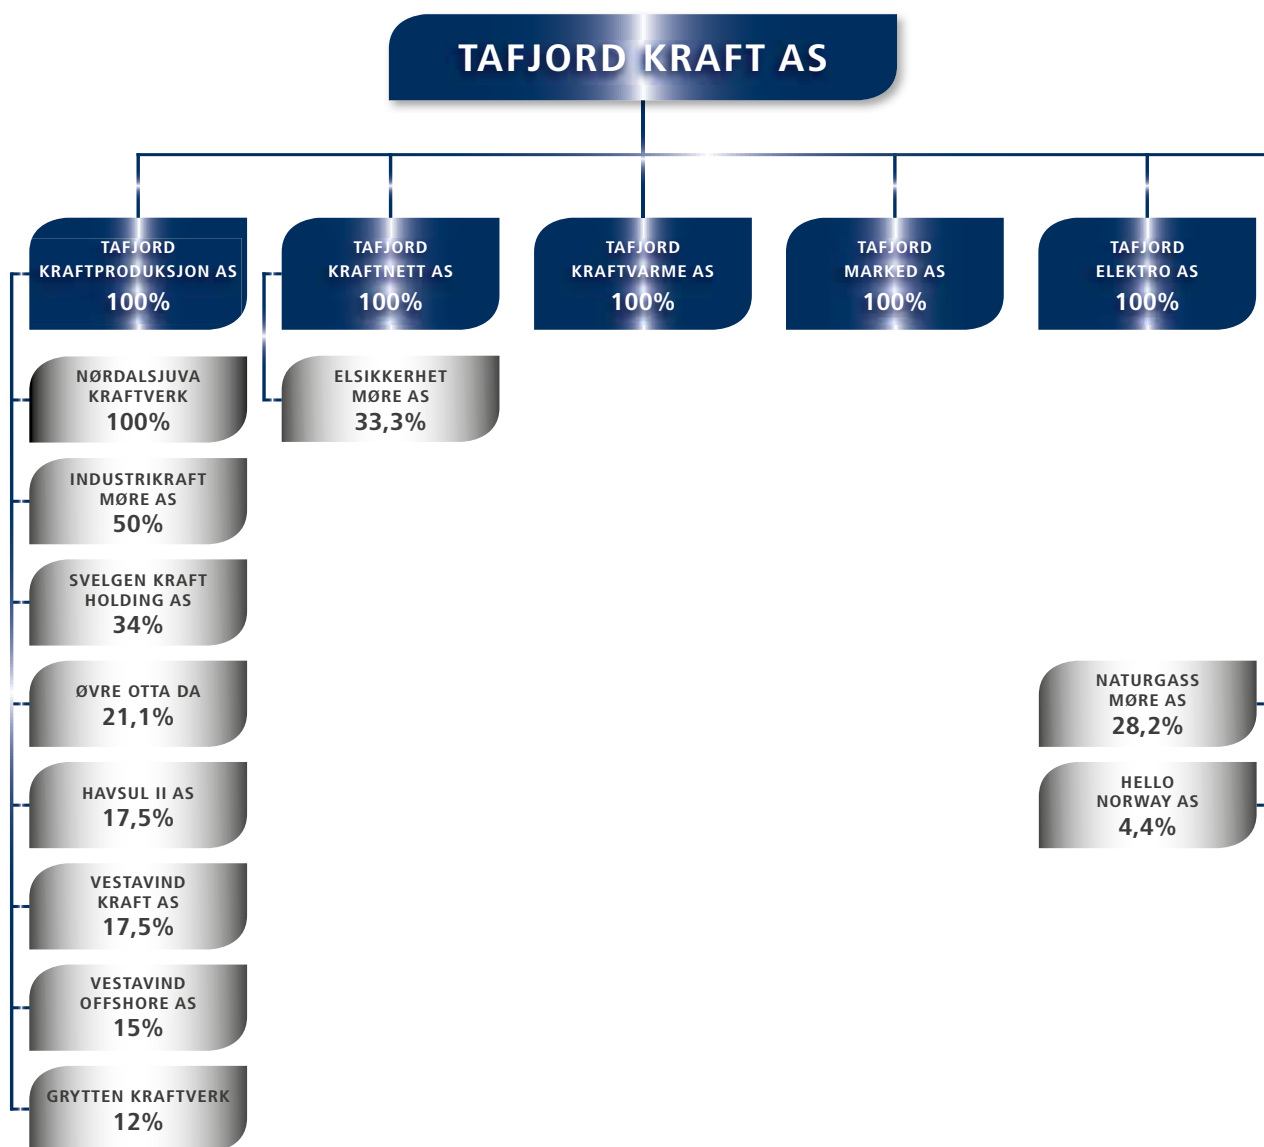 TAFJORD KRAFT AS
TAFJORD
KRAFTPRODUKSJON AS
100%
TAFJORD
KRAFTNETT AS
100%
TAFJORD
KRAFTVARME AS
100%
TAFJORD
MARKED AS
100%
TAFJORD
ELEKTRO AS
100%
NØRDALSJUVA
KRAFTVERK
100%
INDUSTRIKRAFT
MØRE AS
50%
SVELGEN KRAFT
HOLDING AS
34%
ØVRE OTTA DA
21,1%
HAVSUL II AS
17,5%
VESTAVIND
KRAFT AS
17,5%
VESTAVIND
OFFSHORE AS
15%
GRYTTEN KRAFTVERK
12%
ELSIKKERHET
MØRE AS
33,3%
NATURGASS
MØRE AS
28,2%
HELLO
NORWAY AS
4,4%